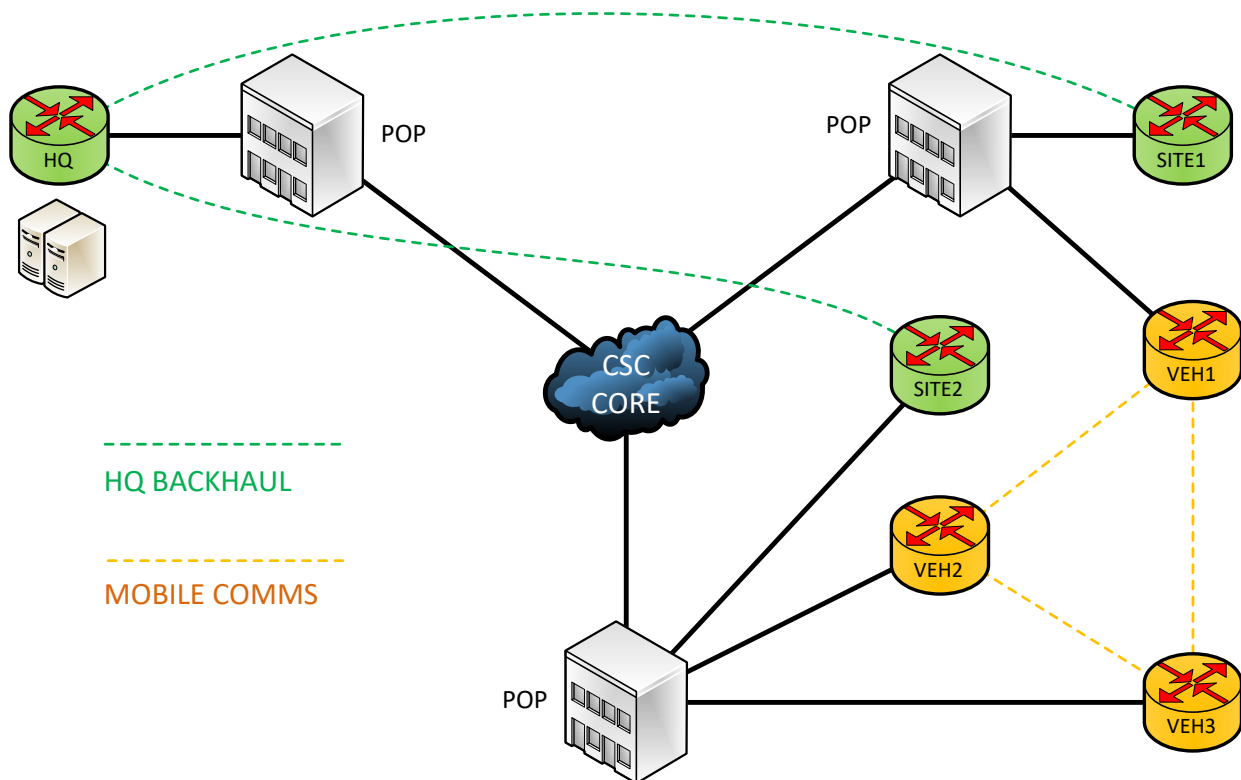 POP
POP
HQ
SITE1
CSC
CORE
VEH1
SITE2
HQ BACKHAUL
VEH2
MOBILE COMMS
POP
VEH3